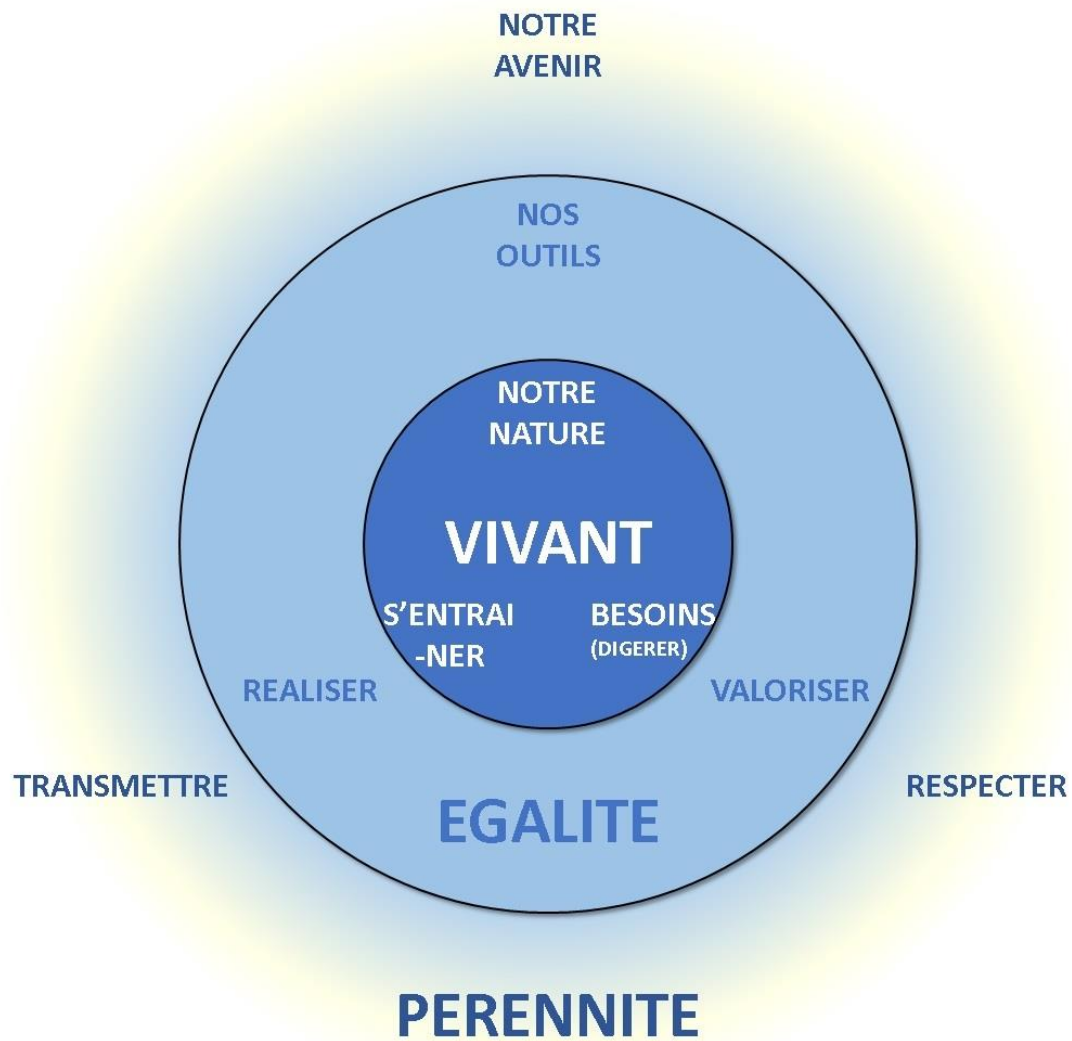 NOTRE
AVENIR
NOS
OUTILS
NOTRE
NATURE
VIVANT
S’ENTRAI
-NER
BESOINS
(DIGERER)
REALISER
VALORISER
TRANSMETTRE
RESPECTER
EGALITE
PERENNITE